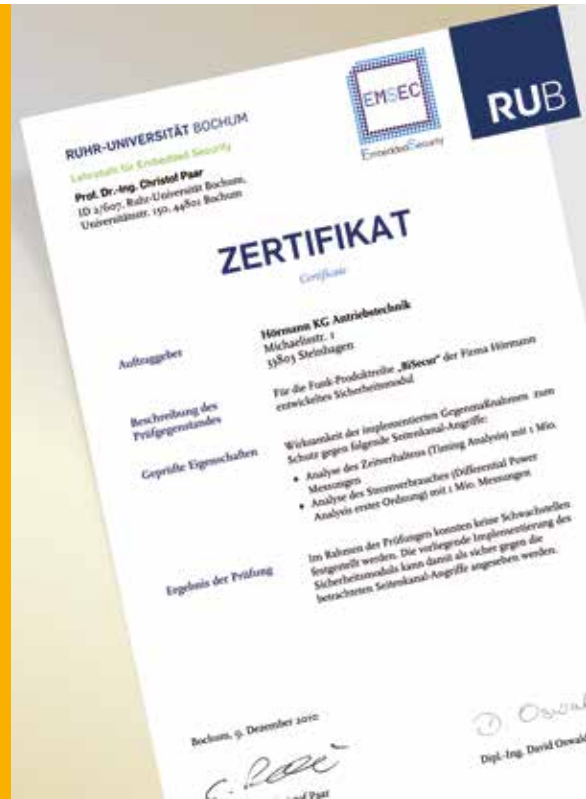 RUHR-UNIVERSITÄT BOCHUM
Lehrstuhl für Embedded Security
Prof. Dr.-Ing. Christof Paar
ID 2/607, Ruhr-Universität Bochum,
Universitätsstr. 150, 44801 Bochum
EMSEC
Embedded Security
RUB
ZERTIFIKAT
Certificate
Auftraggeber
Hörmann KG Antriebstechnik
Michaelisstr. 1
33803 Steinhagen
Beschreibung des
Prüfgegenstandes
Für die Funk-Produktreihe „BiSecur" der Firma Hörmann
entwickeltes Sicherheitsmodul
Geprüfte Eigenschaften
Wirksamkeit der implementierten Gegenmaßnahmen zum
Schutz gegen folgende Seitenkanal-Angriffe:
• Analyse des Zeitverhaltens (Timing Analysis) mit 1 Mio.
Messungen
• Analyse des Stromverbrauches (Differential Power
Analysis erster Ordnung) mit 1 Mio. Messungen
Ergebnis der Prüfung
Im Rahmen der Prüfungen konnten keine Schwachstellen
festgestellt werden. Die vorliegende Implementierung des
Sicherheitsmoduls kann damit als sicher gegen die
betrachteten Seitenkanal-Angriffe angesehen werden.
Bochum, 9. Dezember 2010
Dipl.-Ing. David Oswald
Paar